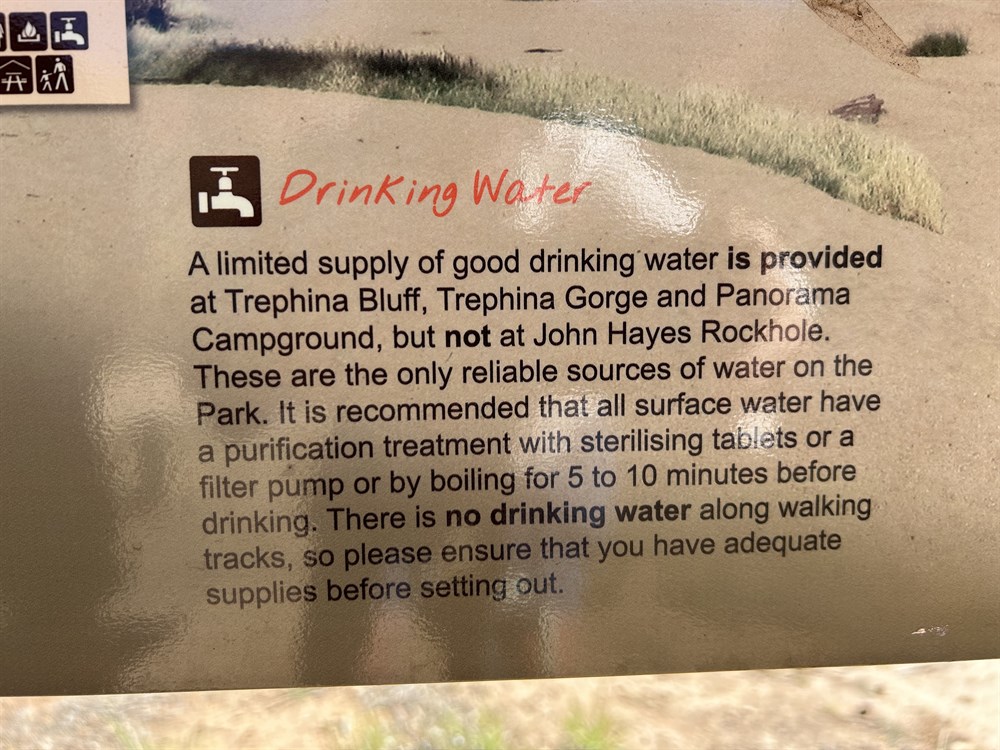 Drinking Water
A limited supply of good drinking water is provided
at Trephina Bluff, Trephina Gorge and Panorama
Campground, but not at John Hayes Rockhole.
These are the only reliable sources of water on the
Park. It is recommended that all surface water have
a purification treatment with sterilising tablets or a
filter pump or by boiling for 5 to 10 minutes before
drinking. There is no drinking water along walking
tracks, so please ensure that you have adequate
supplies before setting out.